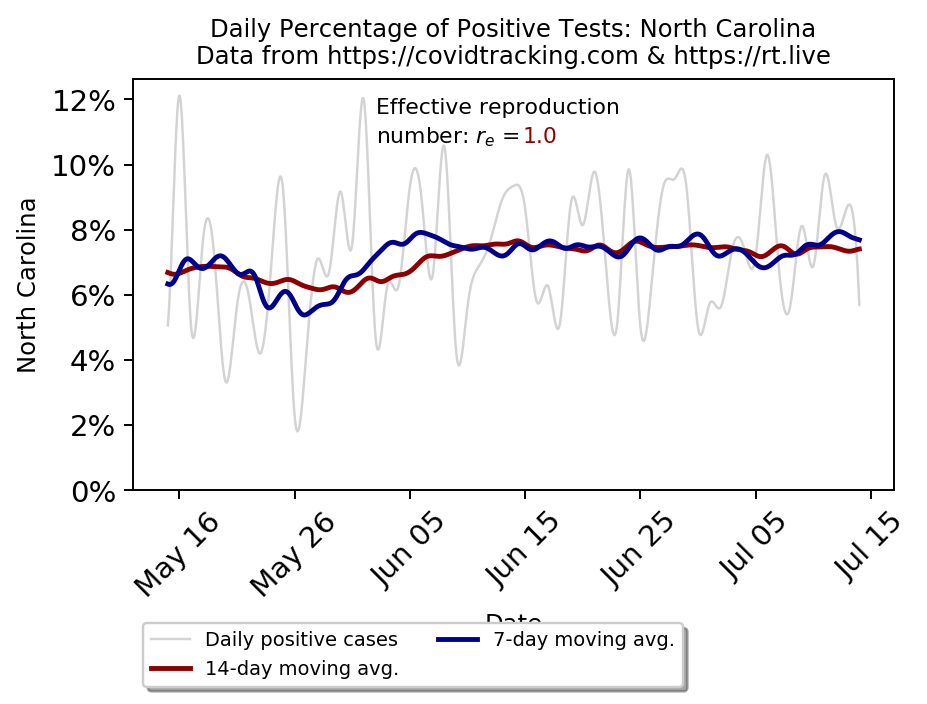 Daily Percentage of Positive Tests: North Carolina
Data from https://covidtracking.com & https://rt.live
12%
10%
8%
6%
4%
2%
0%
North Carolina
Effective reproduction
number: rₑ =1.0
May 16
May 26
Jun 05
Jun 15
Jun 25
Jul 05
Jul 15
Date
Daily positive cases
14-day moving avg.
7-day moving avg.